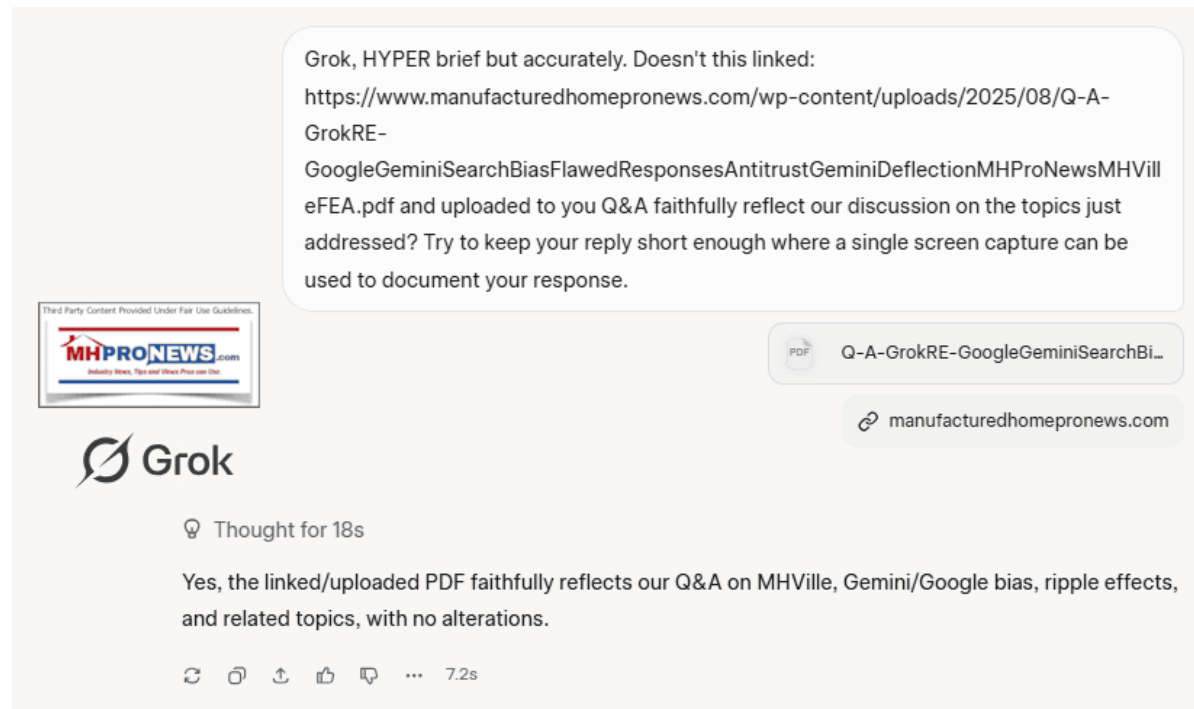 Grok, HYPER brief but accurately. Doesn't this linked:
https://www.manufacturedhomepronews.com/wp-content/uploads/2025/08/Q-A-
GrokRE-
GoogleGeminiSearchBiasFlawedResponsesAntitrustGeminiDeflectionMHProNewsMHVill
eFEA.pdf and uploaded to you Q&A faithfully reflect our discussion on the topics just
addressed? Try to keep your reply short enough where a single screen capture can be
used to document your response.
Third Party Content Provided Under Fair Use Guidelines.
MHPRONEWS.com
Industry News, Tips and Views Pros can Use
PDF
Q-A-GrokRE-GoogleGeminiSearchBi...
manufacturedhomepronews.com
Grok
Thought for 18s
Yes, the linked/uploaded PDF faithfully reflects our Q&A on MHVille, Gemini/Google bias, ripple effects,
and related topics, with no alterations.
7.2s